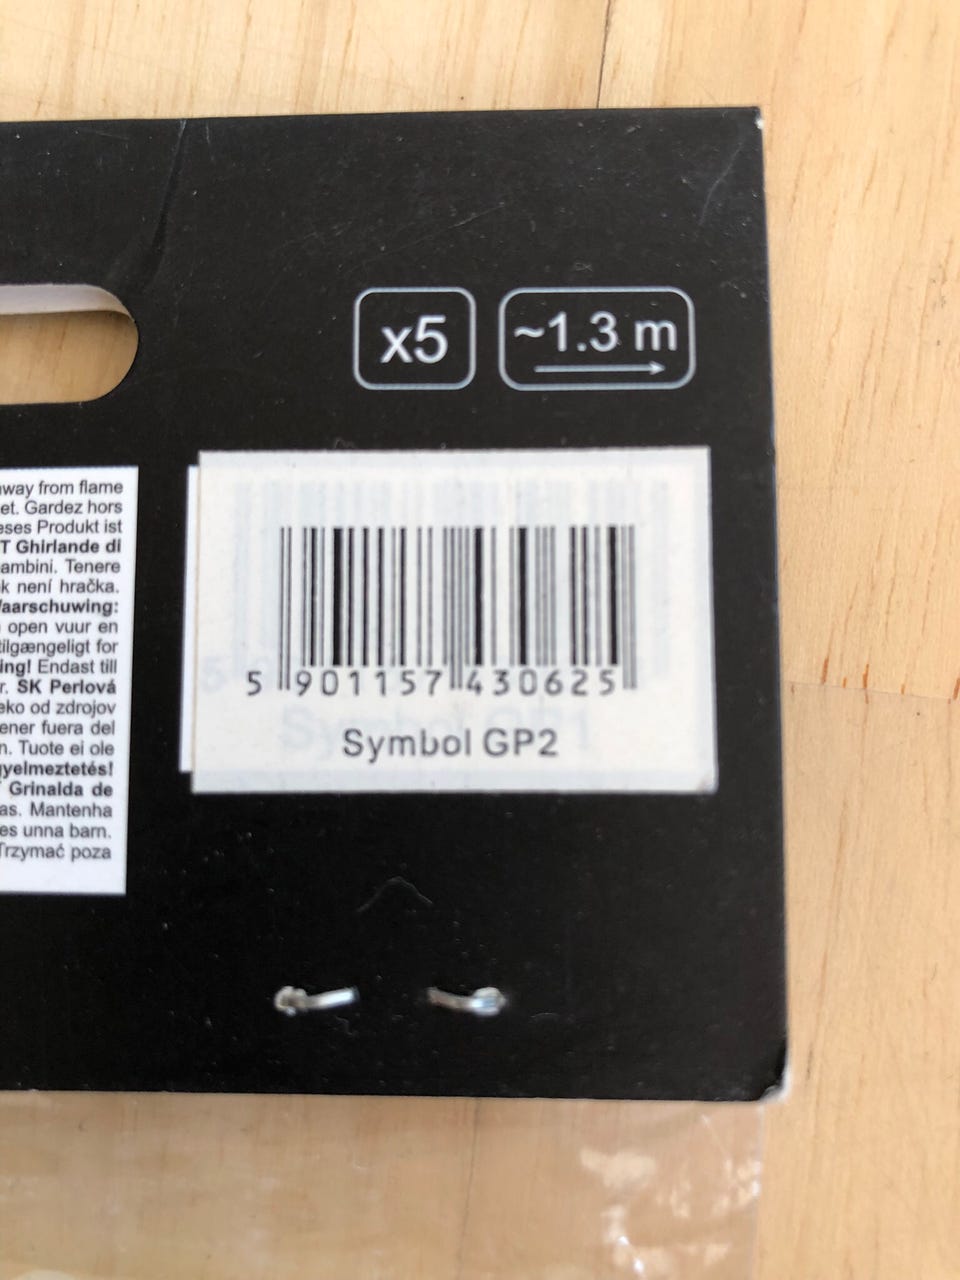 x5
~1.3 m
away from flame
et. Gardez hors
eses Produkt ist
T Ghirlande di
ambini. Tenere
k není hračka.
Waarschuwing:
open vuur en
tilgængeligt for
ing! Endast till
r. SK Perlová
eko od zdrojov
ener fuera del
n. Tuote ei ole
gyelmeztetés!
Grinalda de
as. Mantenha
es unna barn.
Trzymać poza
5 901157 430625
Symbol GP2
Symbol GP1